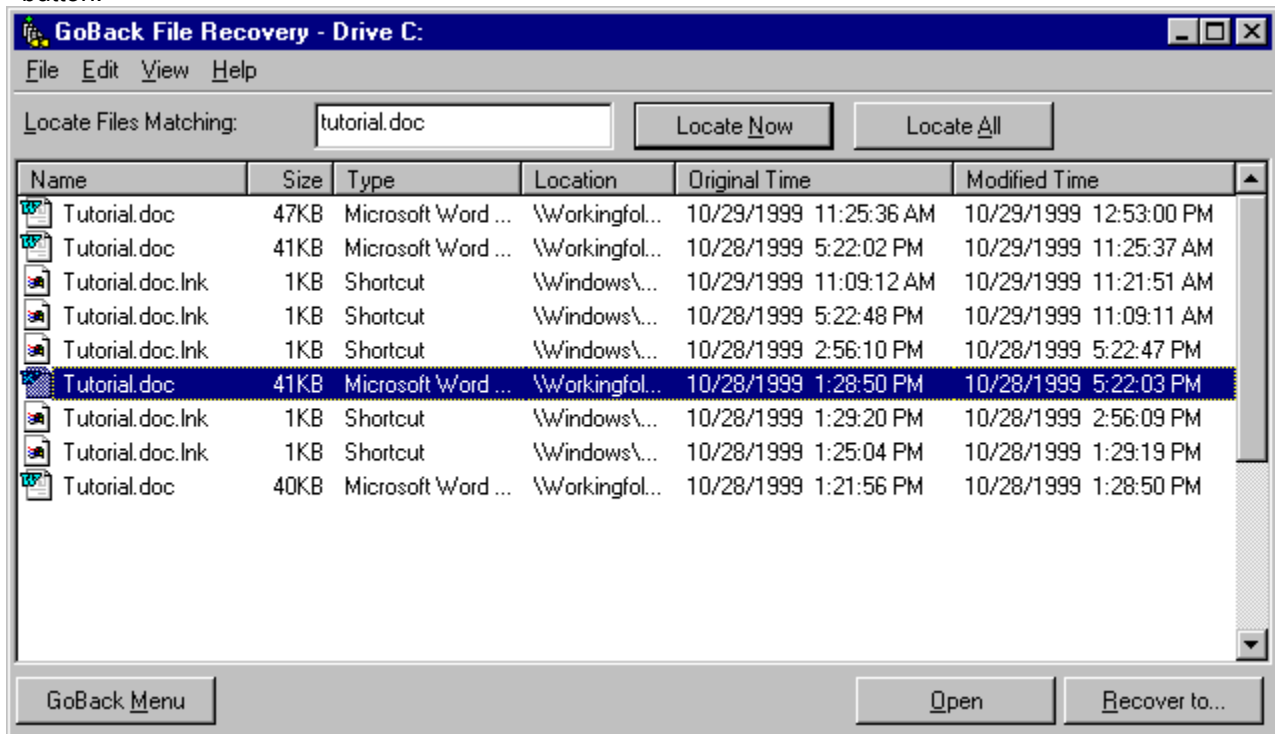 button.
GoBack File Recovery - Drive C:
File Edit View Help
Locate Files Matching: tutorial.doc Locate Now Locate All
Name Size Type Location Original Time Modified Time
Tutorial.doc 47KB Microsoft Word ... \Workingfol... 10/29/1999 11:25:36 AM 10/29/1999 12:53:00 PM
Tutorial.doc 41KB Microsoft Word ... \Workingfol... 10/28/1999 5:22:02 PM 10/29/1999 11:25:37 AM
Tutorial.doc.lnk 1KB Shortcut \Windows\... 10/29/1999 11:09:12 AM 10/29/1999 11:21:51 AM
Tutorial.doc.lnk 1KB Shortcut \Windows\... 10/28/1999 5:22:48 PM 10/29/1999 11:09:11 AM
Tutorial.doc.lnk 1KB Shortcut \Windows\... 10/28/1999 2:56:10 PM 10/28/1999 5:22:47 PM
Tutorial.doc 41KB Microsoft Word ... \Workingfol... 10/28/1999 1:28:50 PM 10/28/1999 5:22:03 PM
Tutorial.doc.lnk 1KB Shortcut \Windows\... 10/28/1999 1:29:20 PM 10/28/1999 2:56:09 PM
Tutorial.doc.lnk 1KB Shortcut \Windows\... 10/28/1999 1:25:04 PM 10/28/1999 1:29:19 PM
Tutorial.doc 40KB Microsoft Word ... \Workingfol... 10/28/1999 1:21:56 PM 10/28/1999 1:28:50 PM
GoBack Menu Open Recover to...